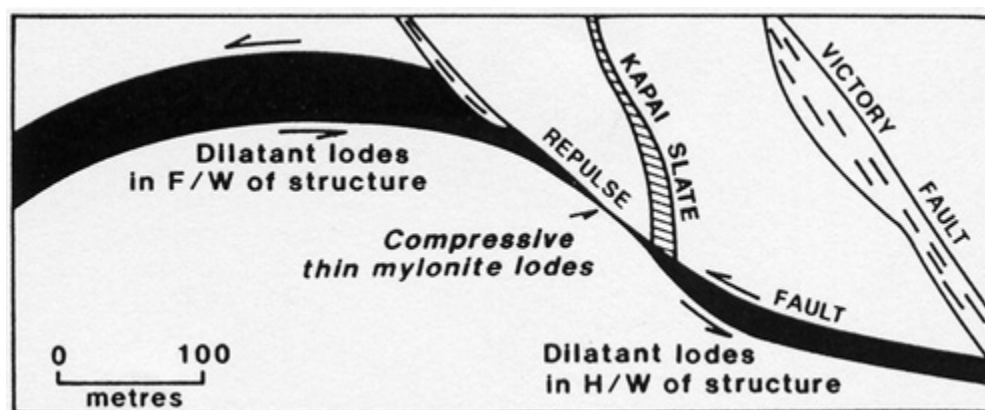 Dilatant lodes
in F/W of structure
REPULSE
FAULT
KAPAI SLATE
VICTORY FAULT
Compressive
thin mylonite lodes
Dilatant lodes
in H/W of structure
0 100
metres